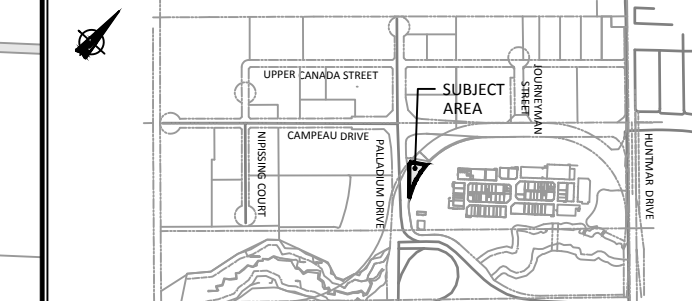 UPPER CANADA STREET
SUBJECT
AREA
JOURNEYMAN
STREET
CAMPEAU DRIVE
NIPISSING COURT
PALLADIUM DRIVE
HUNTMAR DRIVE